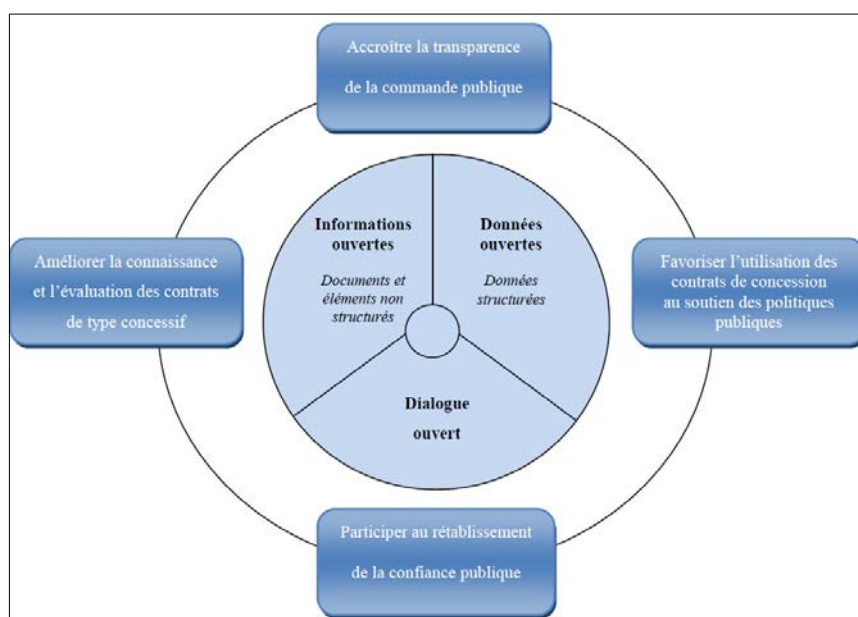 Accroître la transparence
de la commande publique
Informations
ouvertes
Documents et
éléments non
structurés
Données
ouvertes
Données
structurées
Améliorer la connaissance
et l’évaluation des contrats
de type concessif
Favoriser l’utilisation des
contrats de concession
au soutien des politiques
publiques
Dialogue
ouvert
Participer au rétablissement
de la confiance publique